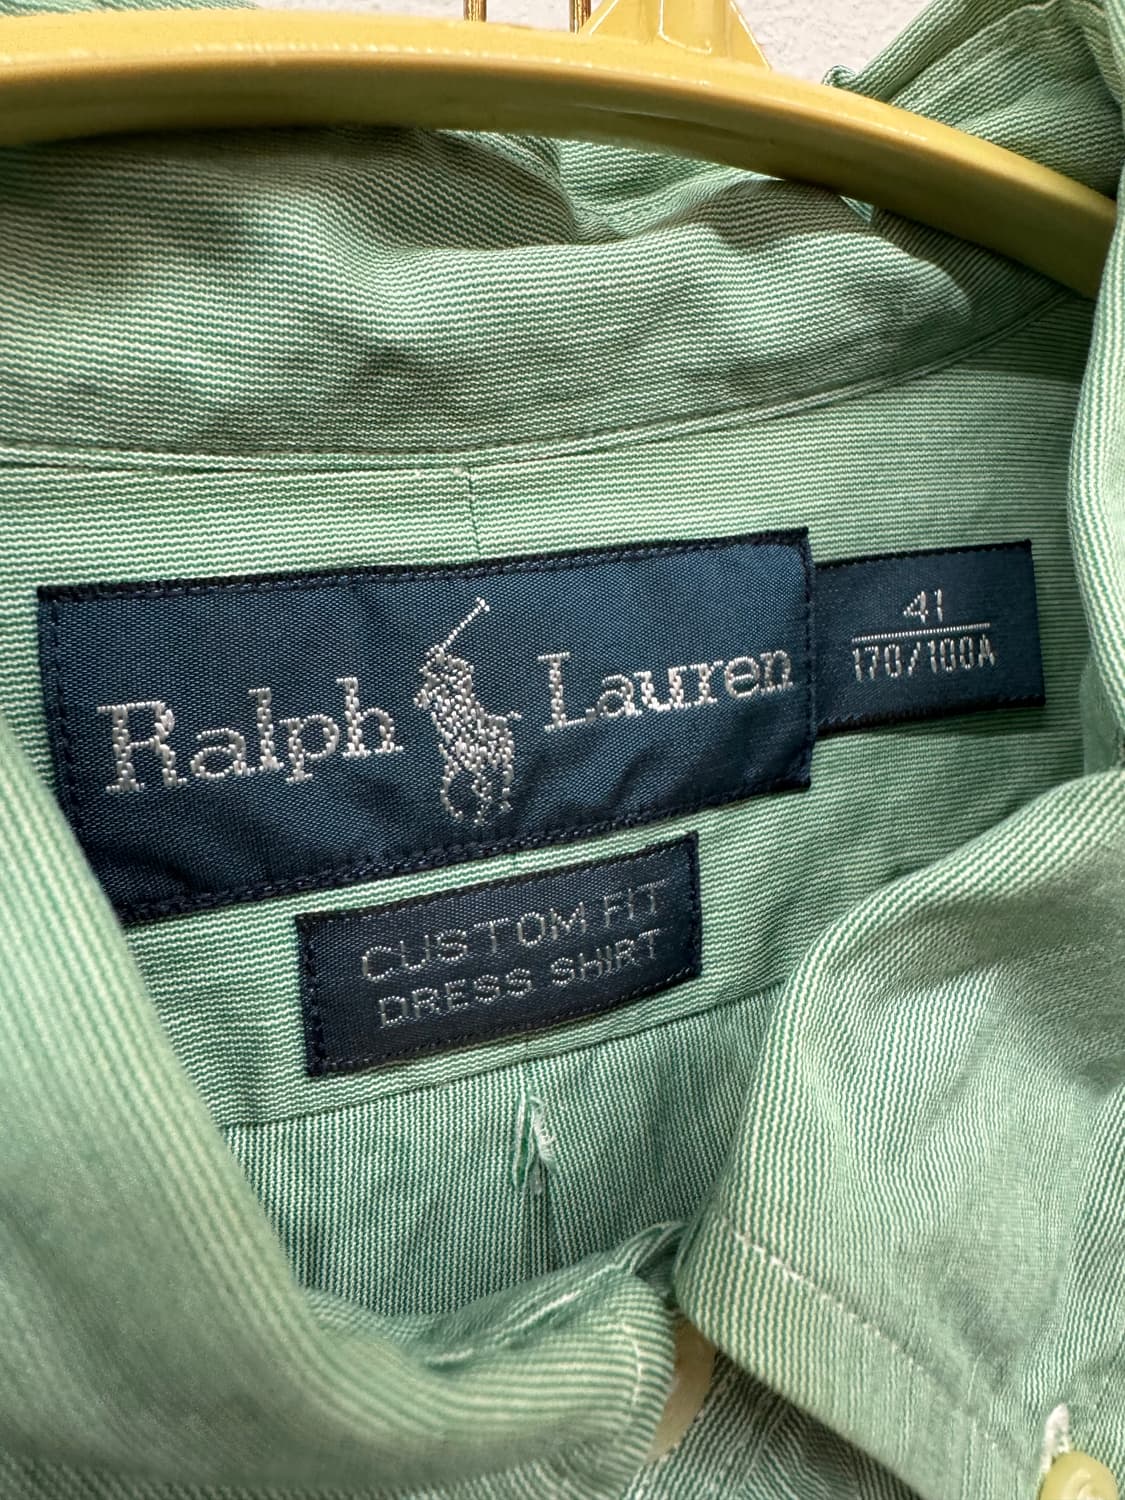 Ralph Lauren
41
170/100A
CUSTOM FIT
DRESS SHIRT